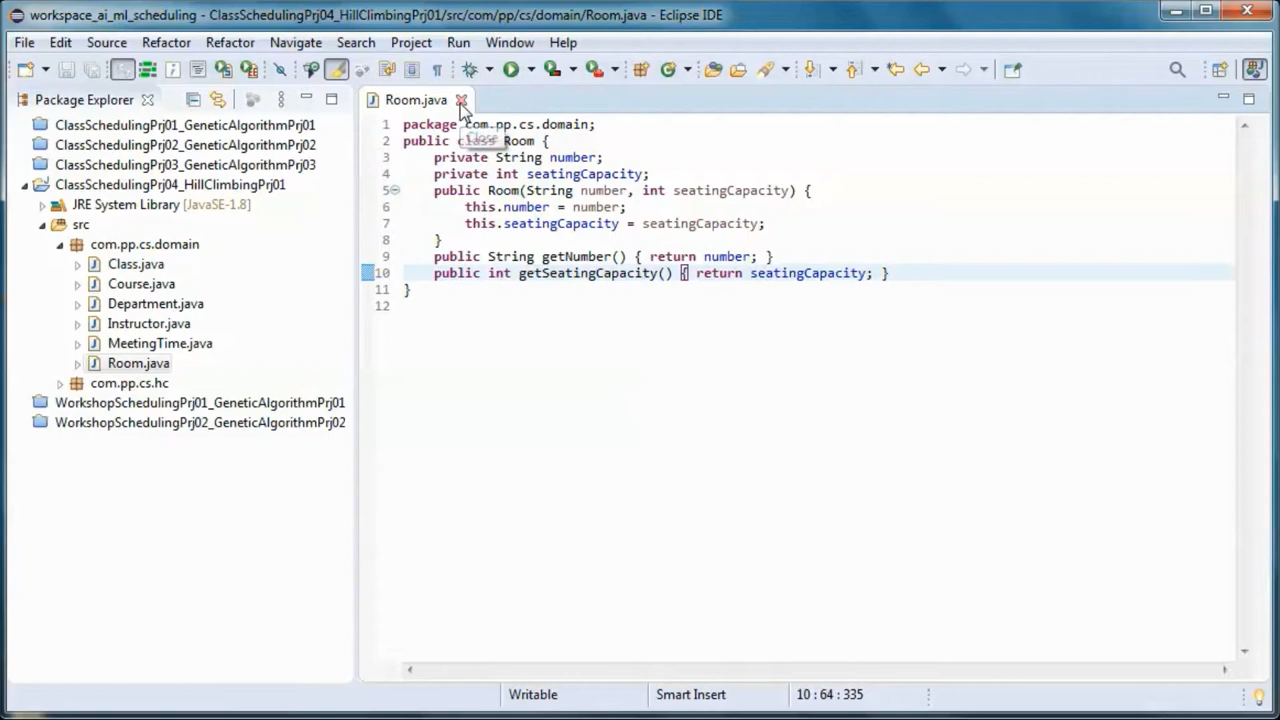 workspace_ai_ml_scheduling - ClassSchedulingPrj04_HillClimbingPrj01/src/com/pp/cs/domain/Room.java - Eclipse IDE
File Edit Source Refactor Refactor Navigate Search Project Run Window Help
Package Explorer
ClassSchedulingPrj01_GeneticAlgorithmPrj01
ClassSchedulingPrj02_GeneticAlgorithmPrj02
ClassSchedulingPrj03_GeneticAlgorithmPrj03
ClassSchedulingPrj04_HillClimbingPrj01
JRE System Library [JavaSE-1.8]
src
com.pp.cs.domain
Class.java
Course.java
Department.java
Instructor.java
MeetingTime.java
Room.java
com.pp.cs.hc
WorkshopSchedulingPrj01_GeneticAlgorithmPrj01
WorkshopSchedulingPrj02_GeneticAlgorithmPrj02
Room.java
Close
1 package com.pp.cs.domain;
2 public class Room {
3 private String number;
4 private int seatingCapacity;
5 public Room(String number, int seatingCapacity) {
6 this.number = number;
7 this.seatingCapacity = seatingCapacity;
8 }
9 public String getNumber() { return number; }
10 public int getSeatingCapacity() { return seatingCapacity; }
11 }
12
Writable Smart Insert 10 : 64 : 335